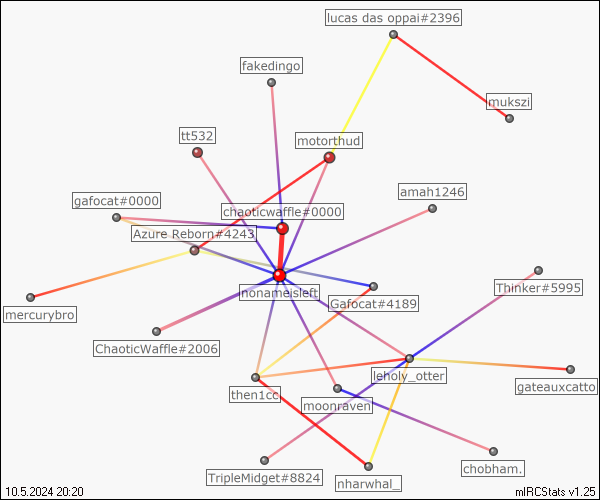 lucas das oppai#2396
fakedingo
mukszi
tt532
motorthud
amah1246
gafocat#0000
chaoticwaffle#0000
Azure Reborn#4243
nonameisleft
Gafocat#4189
Thinker#5995
mercurybro
ChaoticWaffle#2006
leholy_otter
then1cc
moonraven
gateauxcatto
TripleMidget#8824
nharwhal_
chobham.
10.5.2024 20:20
mIRCStats v1.25